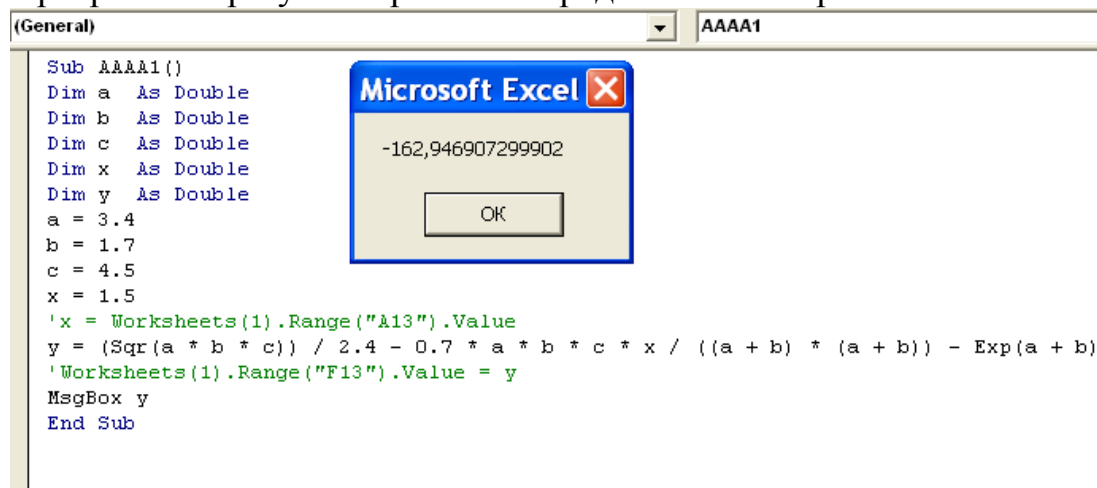 (General) AAAA1
Sub AAAA1()
Dim a As Double
Dim b As Double
Dim c As Double
Dim x As Double
Dim y As Double
a = 3.4
b = 1.7
c = 4.5
x = 1.5
'x = Worksheets(1).Range("A13").Value
y = (Sqr(a * b * c)) / 2.4 - 0.7 * a * b * c * x / ((a + b) * (a + b)) - Exp(a + b)
'Worksheets(1).Range("F13").Value = y
MsgBox y
End Sub
Microsoft Excel
-162,946907299902
ОК